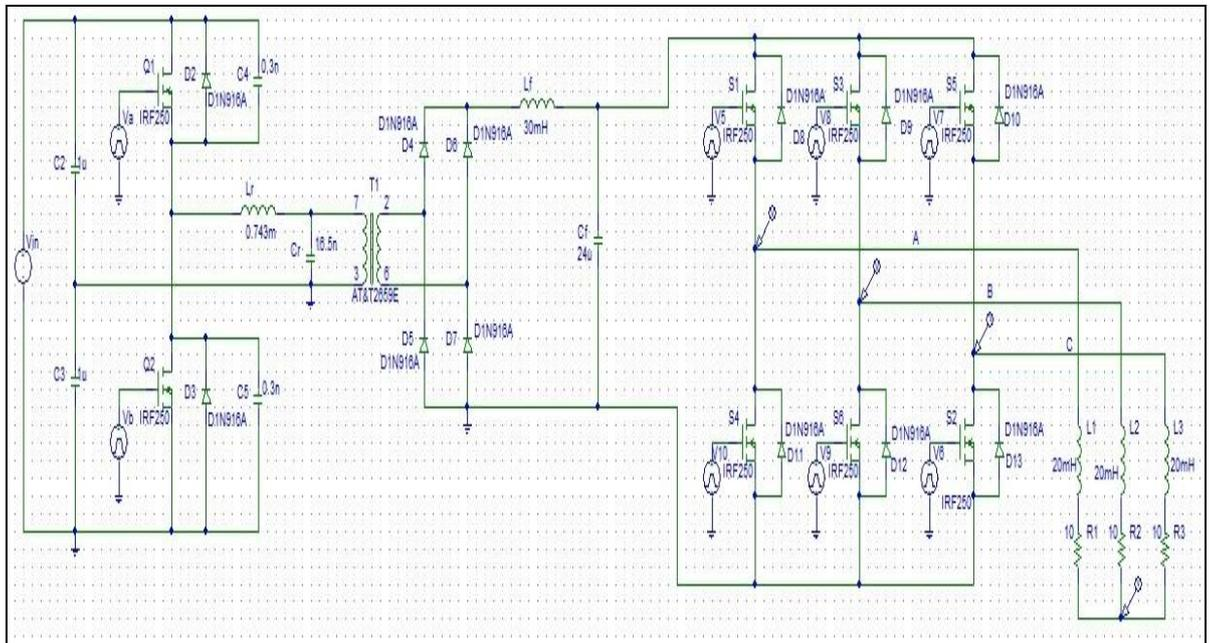 Q1
D2
C4
0.3n
D1N916A
Va
IRF250
C2
1u
Vin
Lr
0.743m
Cr
16.5n
T1
7
2
3
6
AT&T2659E
C3
1u
Q2
D3
C5
0.3n
D1N916A
Vb
IRF250
D1N916A
D4
D6
D1N916A
Lf
30mH
Cf
24u
D5
D1N916A
D7
D1N916A
S1
V5
IRF250
D1N916A
D8
S3
V8
IRF250
D1N916A
D9
S5
V7
IRF250
D1N916A
D10
A
B
C
S4
V10
IRF250
D1N916A
D11
S6
V9
IRF250
D1N916A
D12
S2
V6
IRF250
D1N916A
D13
L1
20mH
L2
20mH
L3
20mH
10
R1
10
R2
10
R3